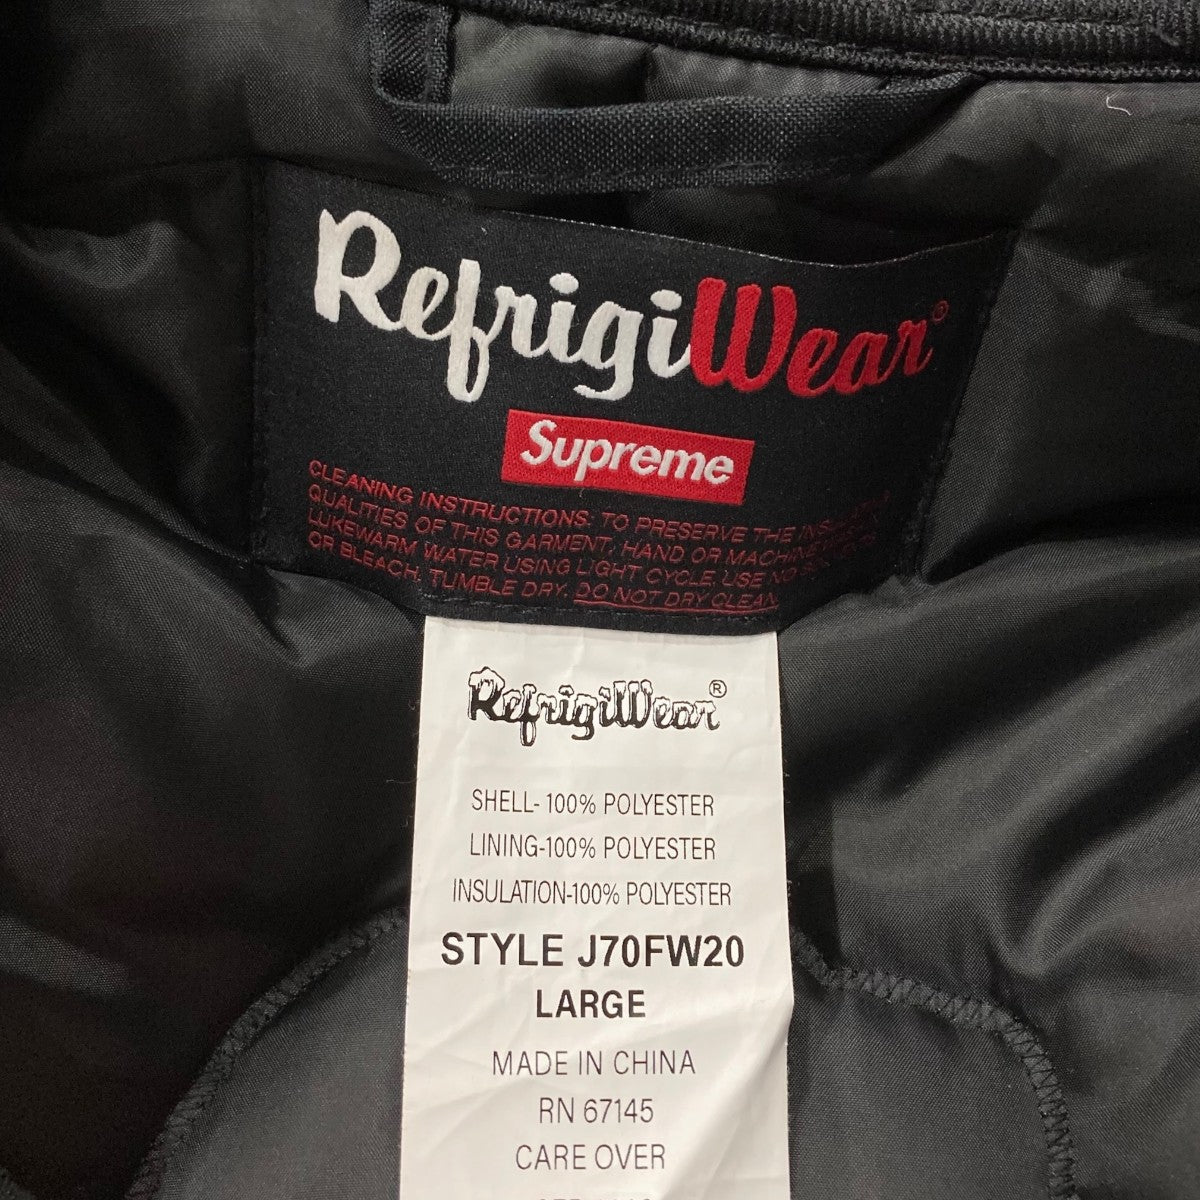 RefrigiWear®
Supreme
CLEANING INSTRUCTIONS: TO PRESERVE THE
QUALITIES OF THIS GARMENT, HAND OR MACHINE
LUKEWARM WATER USING LIGHT CYCLE. USE NO
OR BLEACH. TUMBLE DRY. DO NOT DRY CLEAN
RefrigiWear®
SHELL- 100% POLYESTER
LINING-100% POLYESTER
INSULATION-100% POLYESTER
STYLE J70FW20
LARGE
MADE IN CHINA
RN 67145
CARE OVER